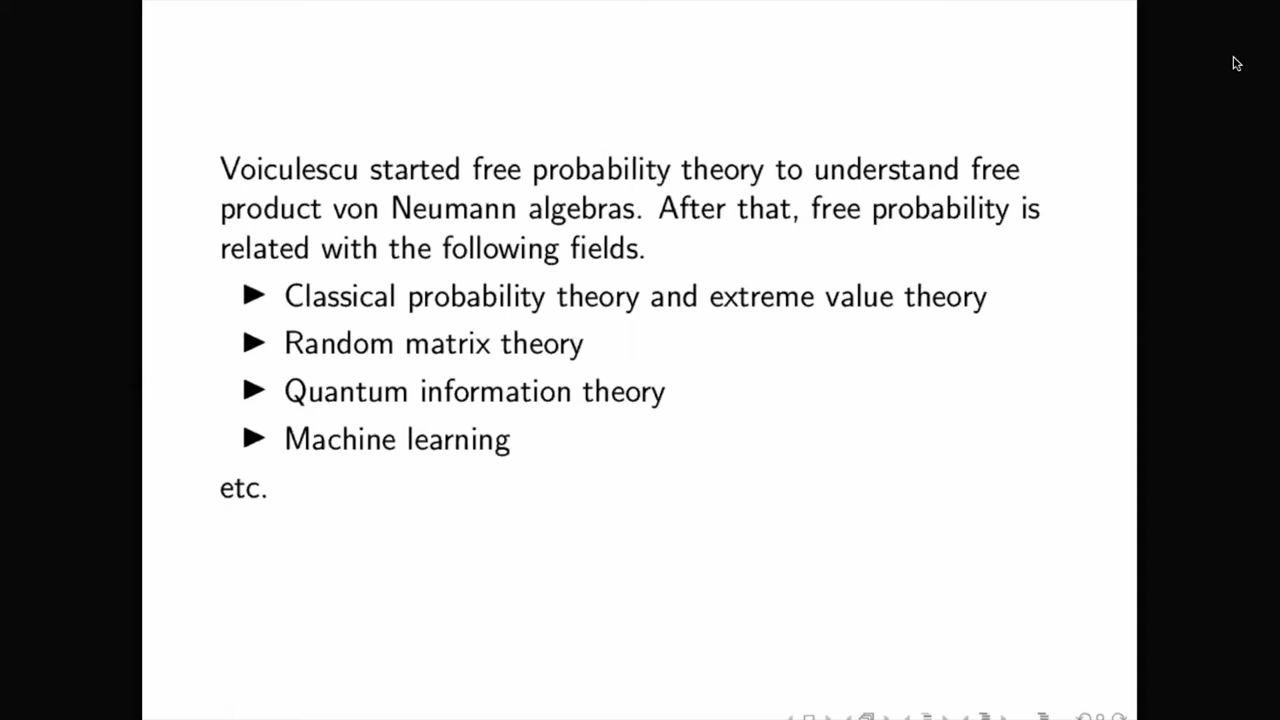 Voiculescu started free probability theory to understand free
product von Neumann algebras. After that, free probability is
related with the following fields.
▶ Classical probability theory and extreme value theory
▶ Random matrix theory
▶ Quantum information theory
▶ Machine learning
etc.